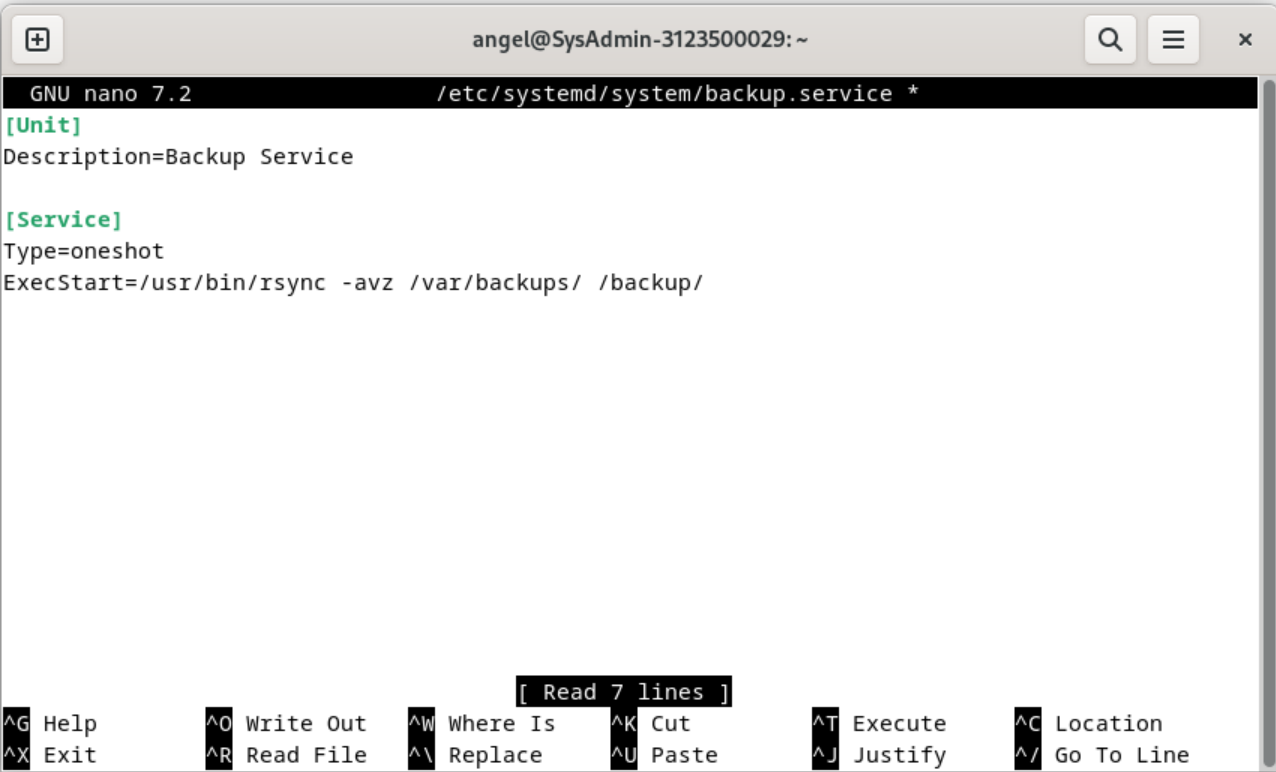 angel@SysAdmin-3123500029: ~
GNU nano 7.2 /etc/systemd/system/backup.service *
[Unit]
Description=Backup Service
[Service]
Type=oneshot
ExecStart=/usr/bin/rsync -avz /var/backups/ /backup/
[ Read 7 lines ]
^G Help ^O Write Out ^W Where Is ^K Cut ^T Execute ^C Location
^X Exit ^R Read File ^\ Replace ^U Paste ^J Justify ^/ Go To Line